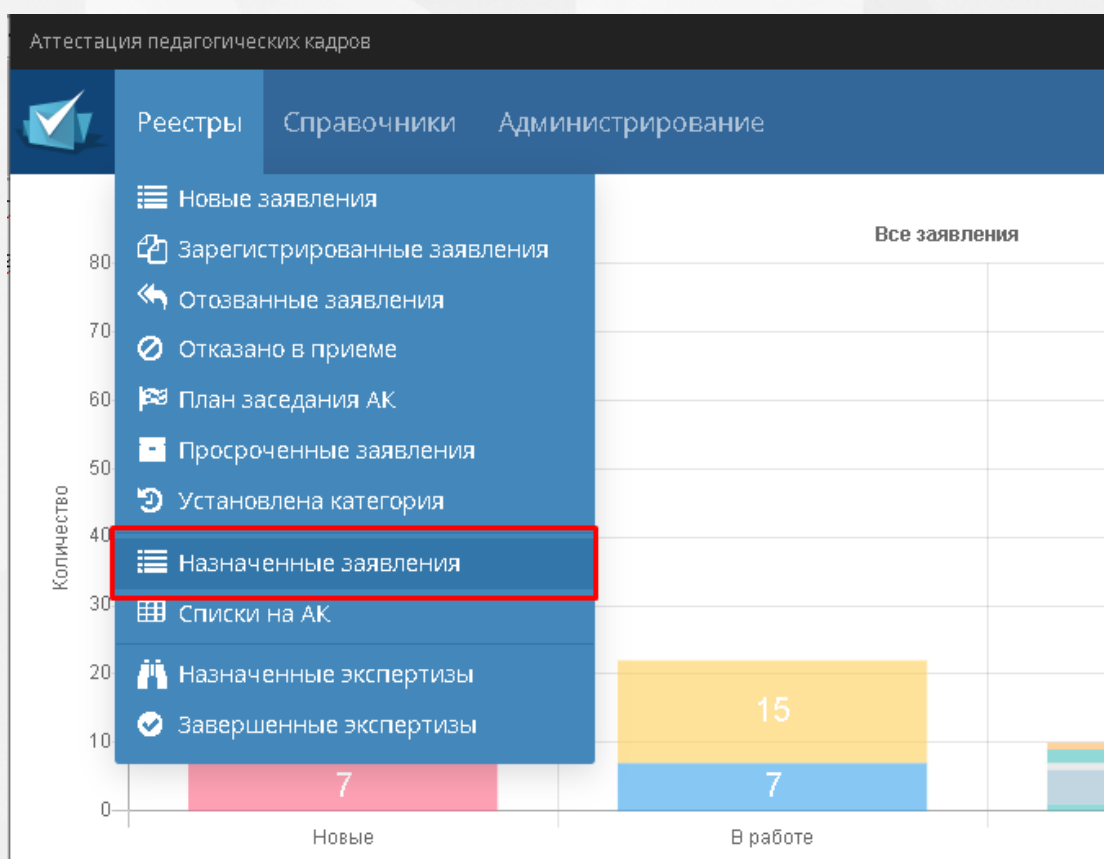 Аттестация педагогических кадров
Реестры Справочники Администрирование
Новые заявления
Зарегистрированные заявления
Отозванные заявления
Отказано в приеме
План заседания АК
Просроченные заявления
Установлена категория
Назначенные заявления
Списки на АК
Назначенные экспертизы
Завершенные экспертизы
Все заявления
Количество
80
70
60
50
40
30
20
10
0
7
15
7
Новые
В работе